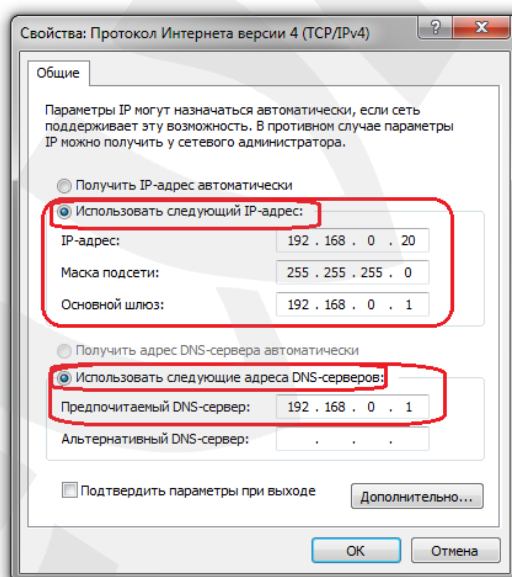 Свойства: Протокол Интернета версии 4 (TCP/IPv4)
?
Общие
Параметры IP могут назначаться автоматически, если сеть
поддерживает эту возможность. В противном случае параметры
IP можно получить у сетевого администратора.
Получить IP-адрес автоматически
Использовать следующий IP-адрес:
IP-адрес: 192 . 168 . 0 . 20
Маска подсети: 255 . 255 . 255 . 0
Основной шлюз: 192 . 168 . 0 . 1
Получить адрес DNS-сервера автоматически
Использовать следующие адреса DNS-серверов:
Предпочитаемый DNS-сервер: 192 . 168 . 0 . 1
Альтернативный DNS-сервер: . . .
Подтвердить параметры при выходе
Дополнительно...
ОК
Отмена